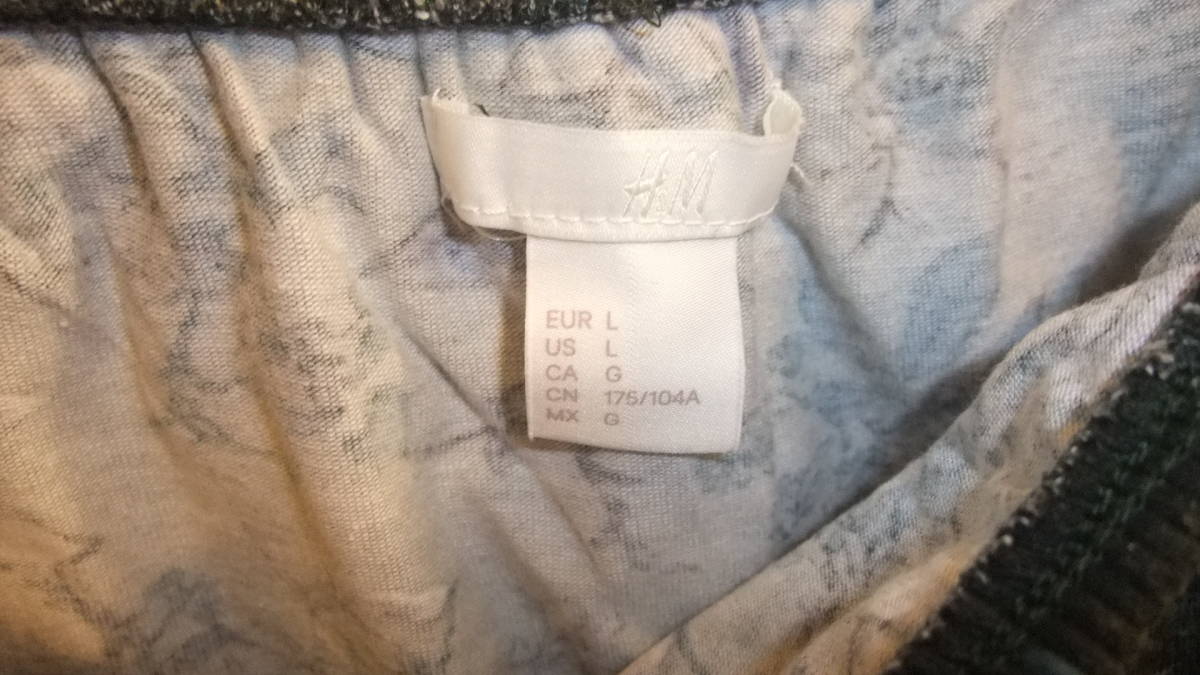 H&M
EUR L
US L
CA G
CN 175/104A
MX G